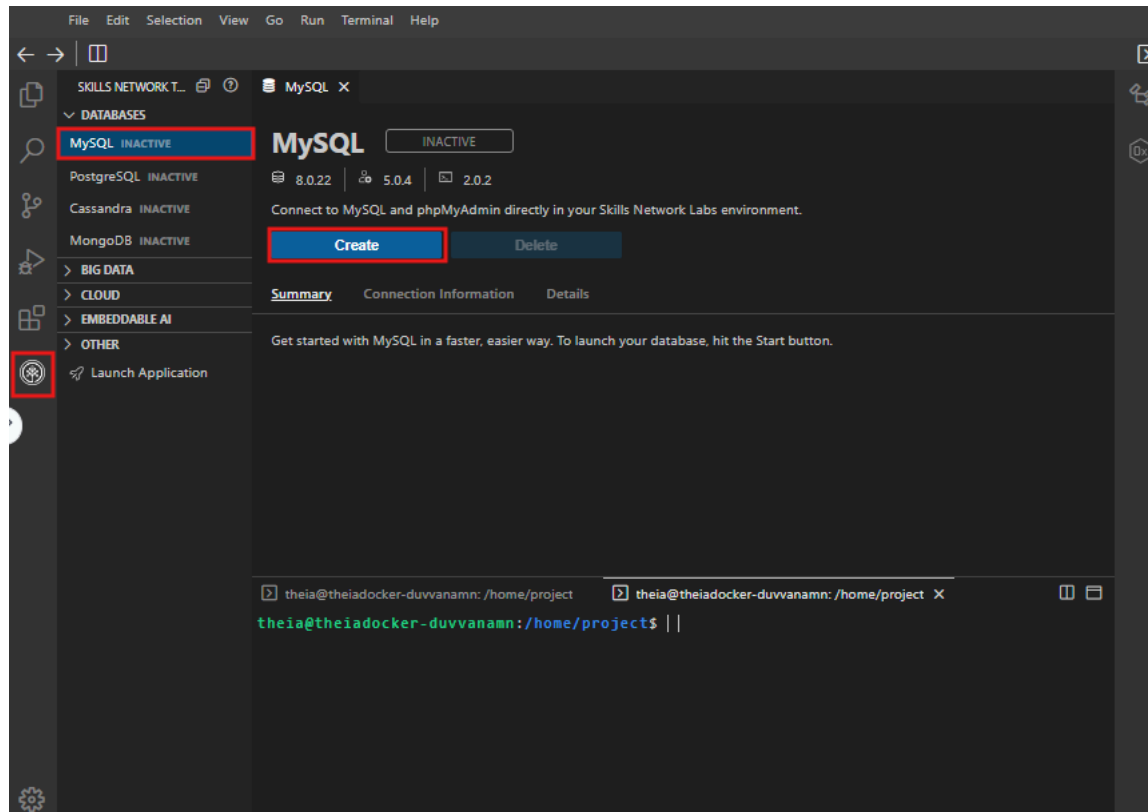 File Edit Selection View Go Run Terminal Help
SKILLS NETWORK T...
DATABASES
MySQL INACTIVE
PostgreSQL INACTIVE
Cassandra INACTIVE
MongoDB INACTIVE
BIG DATA
CLOUD
EMBEDDABLE AI
OTHER
Launch Application
MySQL
MySQL INACTIVE
8.0.22 5.0.4 2.0.2
Connect to MySQL and phpMyAdmin directly in your Skills Network Labs environment.
Create Delete
Summary Connection Information Details
Get started with MySQL in a faster, easier way. To launch your database, hit the Start button.
theia@theiadocker-duvvanamn: /home/project theia@theiadocker-duvvanamn: /home/project
theia@theiadocker-duvvanamn:/home/project$